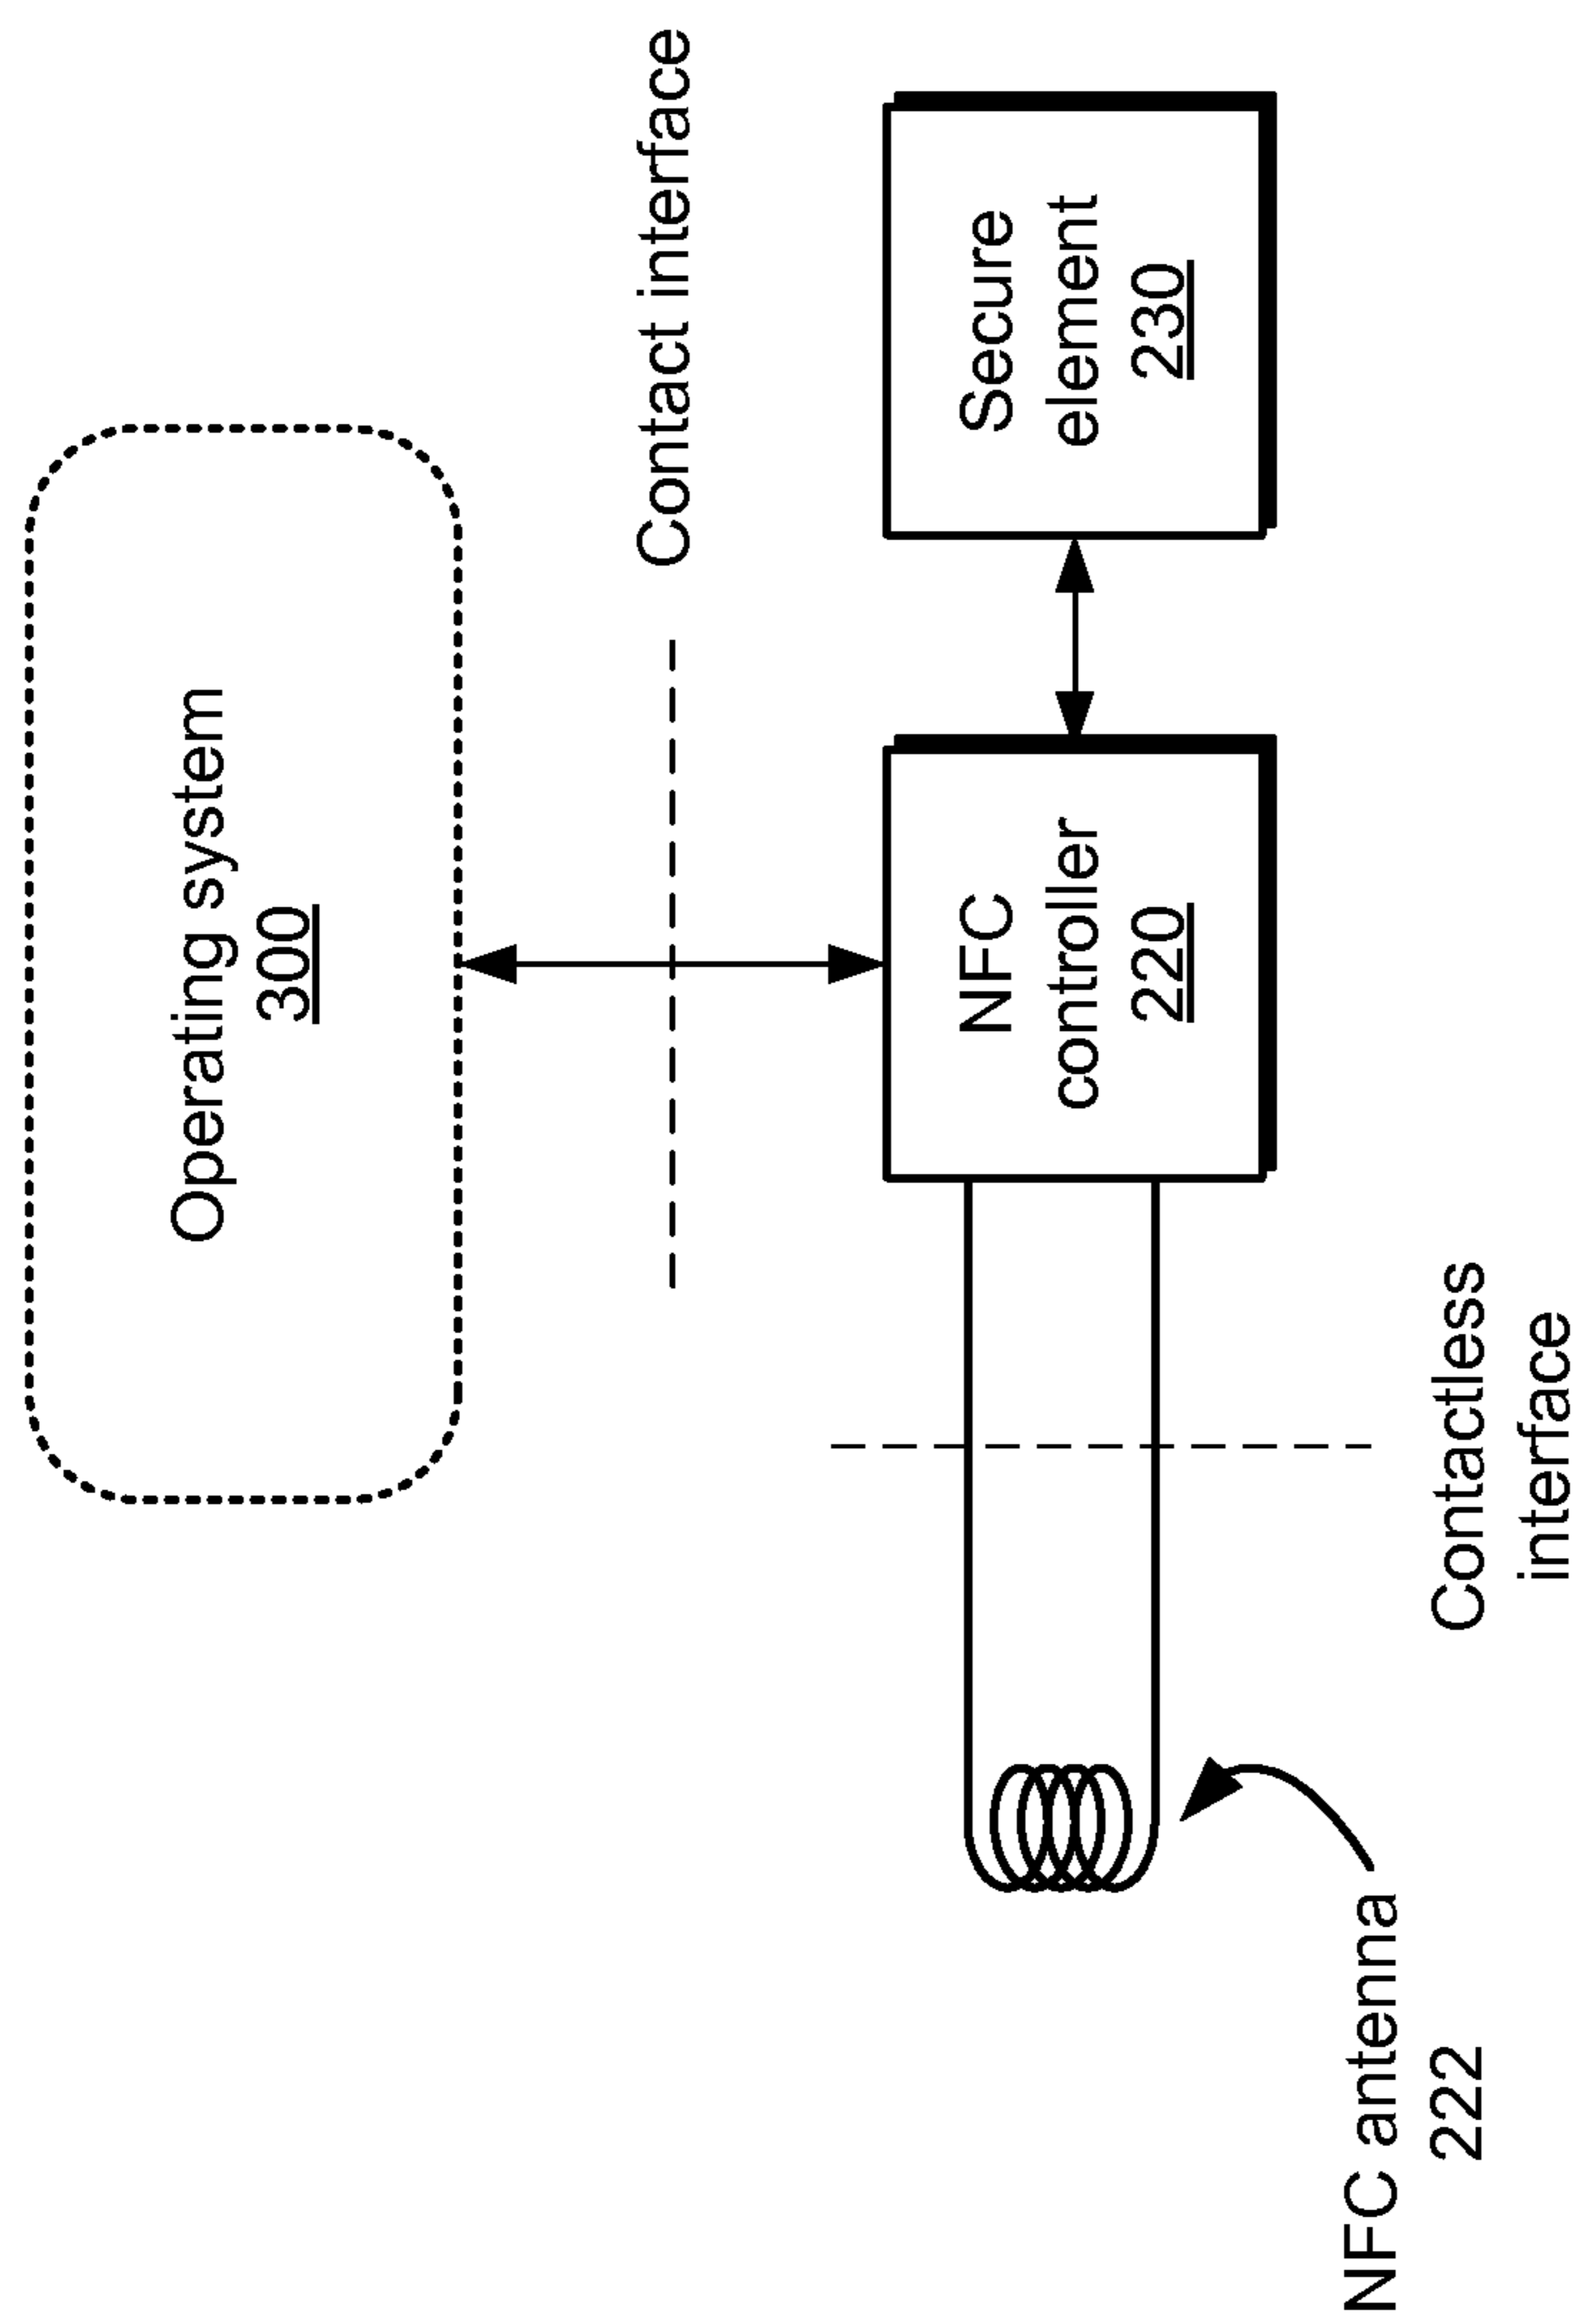 Operating system
300
Contact interface
NFC
controller
220
Secure
element
230
Contactless
interface
NFC antenna
222